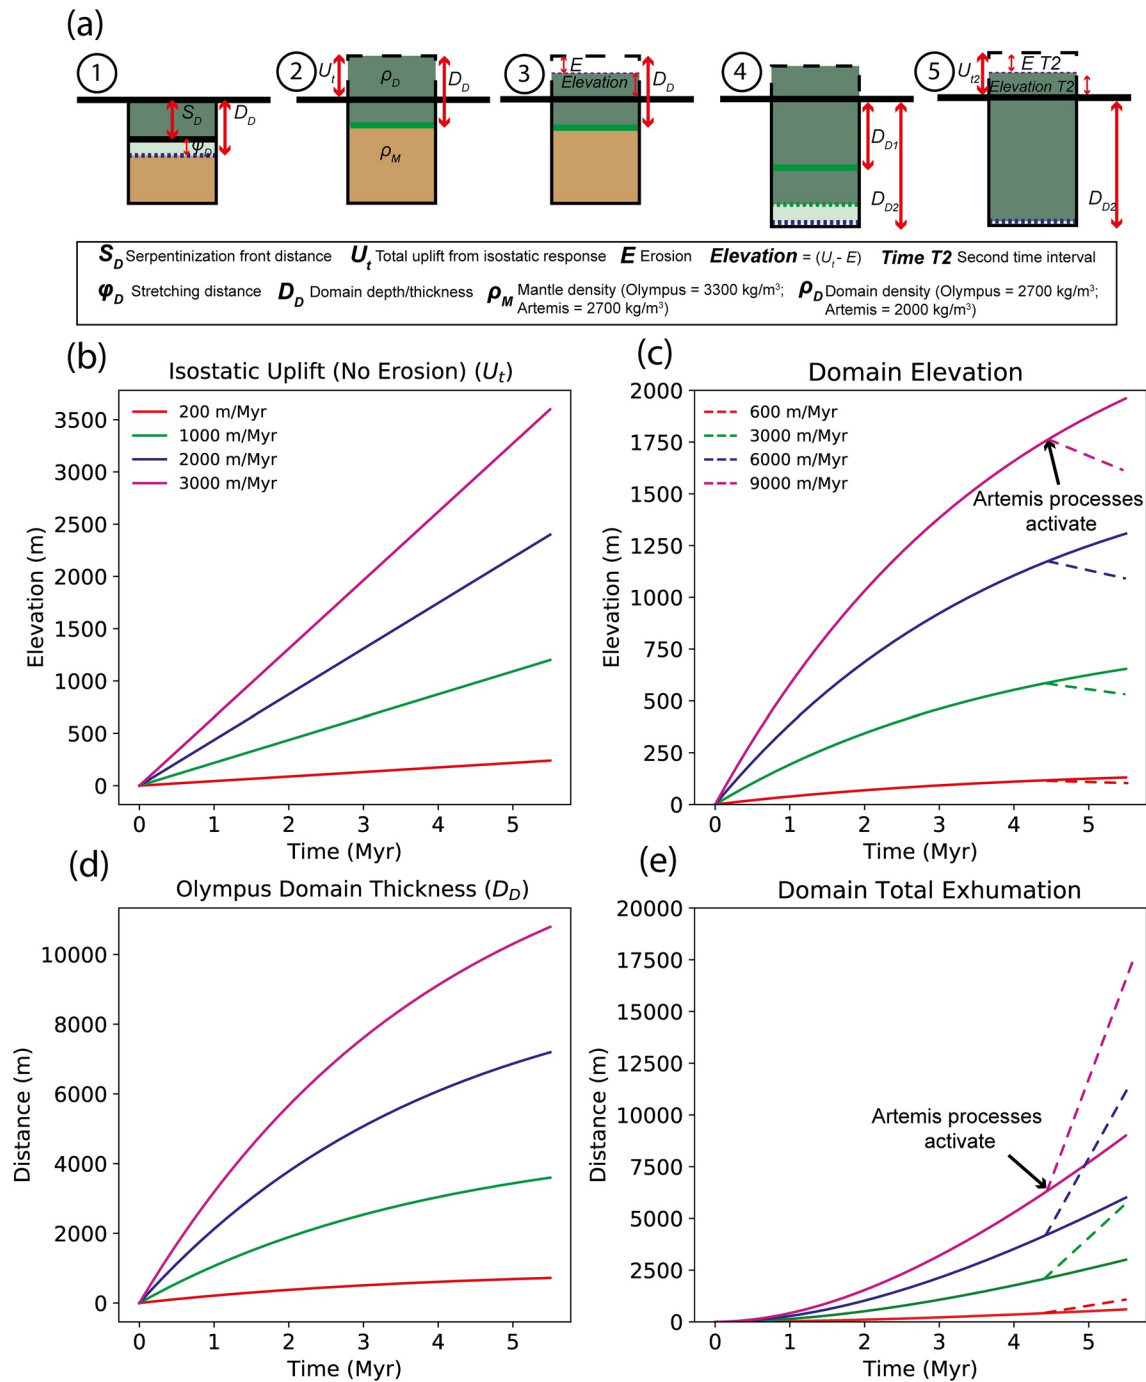 (a)
1
2
3
4
5
S_D
D_D
φ_D
U_t
ρ_D
D_D
ρ_M
E
Elevation
D_D
D_D1
D_D2
U_t2
E T2
Elevation T2
D_D2
S_D Serpentinization front distance U_t Total uplift from isostatic response E Erosion Elevation = (U_t - E) Time T2 Second time interval
φ_D Stretching distance D_D Domain depth/thickness ρ_M Mantle density (Olympus = 3300 kg/m³; Artemis = 2700 kg/m³) ρ_D Domain density (Olympus = 2700 kg/m³; Artemis = 2000 kg/m³)
(b)
Isostatic Uplift (No Erosion) (U_t)
200 m/Myr
1000 m/Myr
2000 m/Myr
3000 m/Myr
Elevation (m)
3500
3000
2500
2000
1500
1000
500
0
0 1 2 3 4 5
Time (Myr)
(c)
Domain Elevation
600 m/Myr
3000 m/Myr
6000 m/Myr
9000 m/Myr
Artemis processes
activate
Elevation (m)
2000
1750
1500
1250
1000
750
500
250
0
0 1 2 3 4 5
Time (Myr)
(d)
Olympus Domain Thickness (D_D)
Distance (m)
10000
8000
6000
4000
2000
0
0 1 2 3 4 5
Time (Myr)
(e)
Domain Total Exhumation
Artemis processes
activate
Distance (m)
20000
17500
15000
12500
10000
7500
5000
2500
0
0 1 2 3 4 5
Time (Myr)